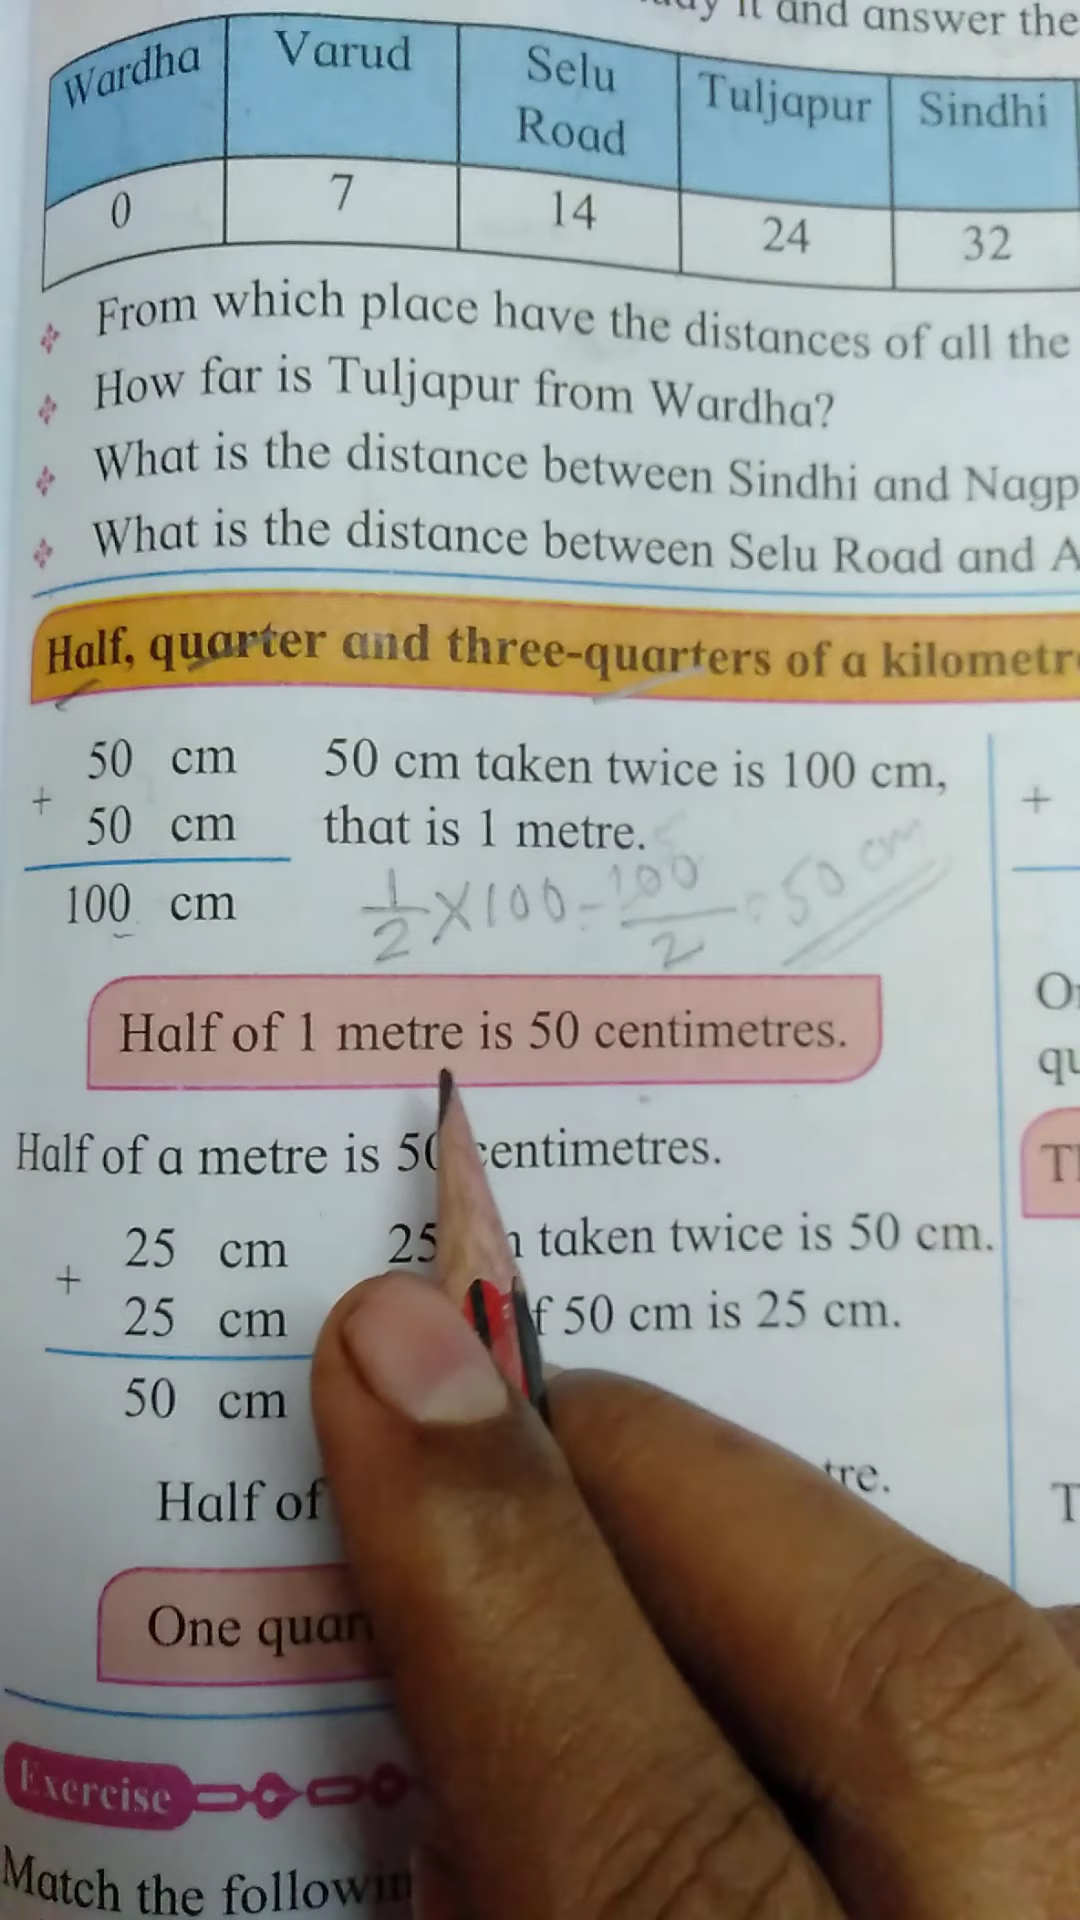 it and answer the
Wardha Varud Selu Road Tuljapur Sindhi
0 7 14 24 32
From which place have the distances of all the
How far is Tuljapur from Wardha?
What is the distance between Sindhi and Nagp
What is the distance between Selu Road and A
Half, quarter and three-quarters of a kilometr
50 cm
+ 50 cm
100 cm
50 cm taken twice is 100 cm,
that is 1 metre.
1/2 × 100 = 100/2 = 50 cm
Half of 1 metre is 50 centimetres.
Half of a metre is 50 centimetres.
25 cm
+ 25 cm
50 cm
25 taken twice is 50 cm.
f 50 cm is 25 cm.
Half of tre.
One quar
Exercise
Match the followin
+
O
qu
T
T